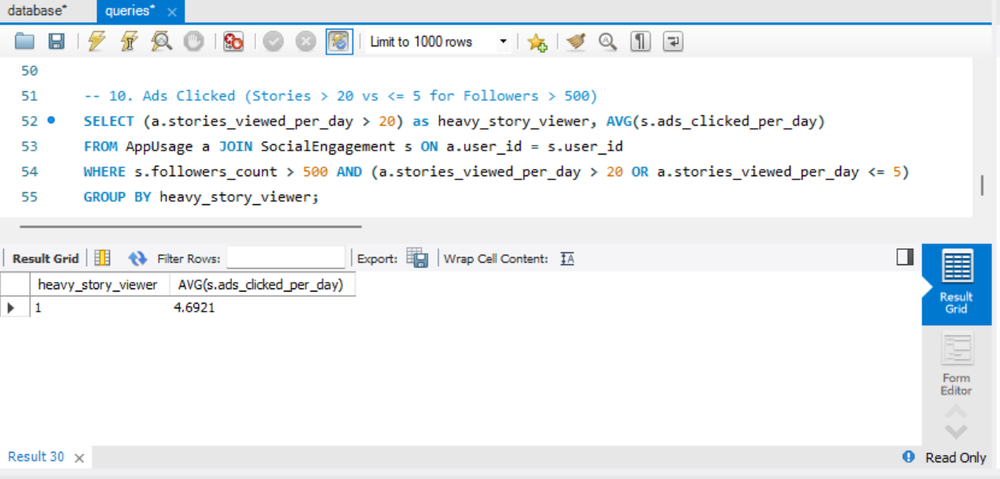 database*
queries*
Limit to 1000 rows
50
51 -- 10. Ads Clicked (Stories > 20 vs <= 5 for Followers > 500)
52 SELECT (a.stories_viewed_per_day > 20) as heavy_story_viewer, AVG(s.ads_clicked_per_day)
53 FROM AppUsage a JOIN SocialEngagement s ON a.user_id = s.user_id
54 WHERE s.followers_count > 500 AND (a.stories_viewed_per_day > 20 OR a.stories_viewed_per_day <= 5)
55 GROUP BY heavy_story_viewer;
Result Grid Filter Rows: Export: Wrap Cell Content:
heavy_story_viewer AVG(s.ads_clicked_per_day)
1 4.6921
Result
Grid
Form
Editor
Result 30
Read Only